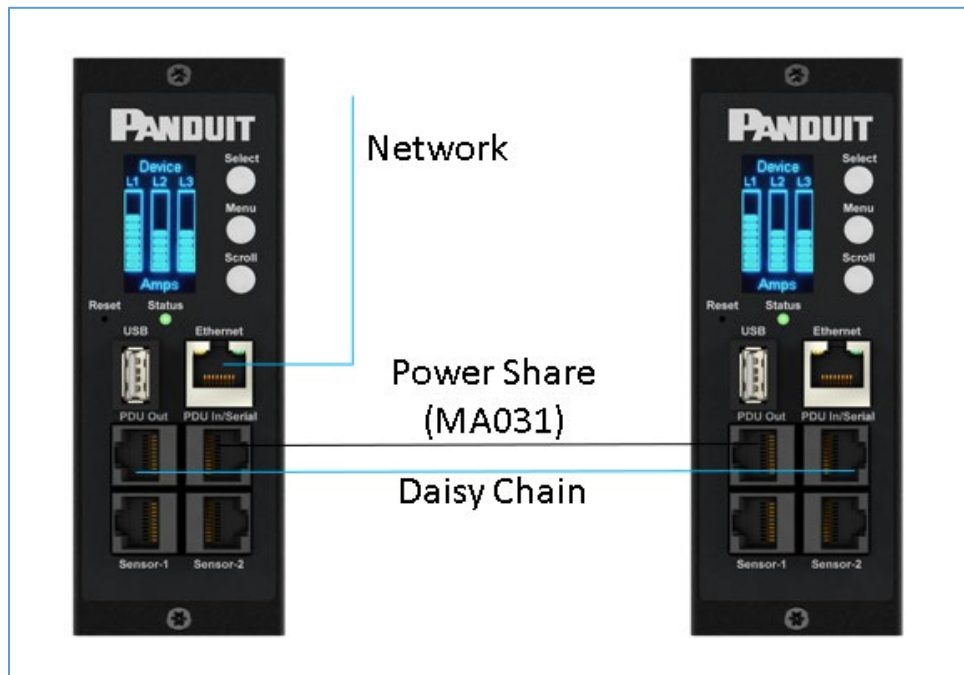 PANDUIT
Device
L1 L2 L3
Amps
Select
Menu
Scroll
Reset
Status
USB
Ethernet
PDU Out
PDU In/Serial
Sensor-1
Sensor-2
Network
Power Share
(MA031)
Daisy Chain
PANDUIT
Device
L1 L2 L3
Amps
Select
Menu
Scroll
Reset
Status
USB
Ethernet
PDU Out
PDU In/Serial
Sensor-1
Sensor-2